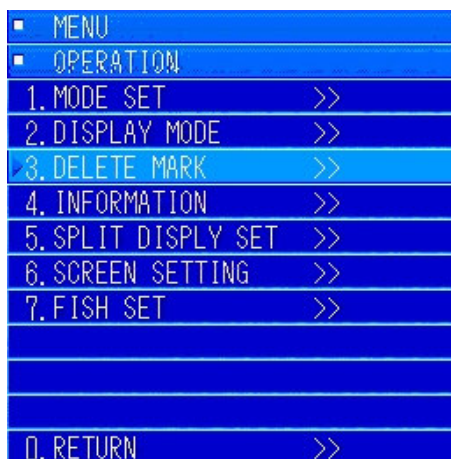 MENU
OPERATION
1. MODE SET >>
2. DISPLAY MODE >>
3. DELETE MARK >>
4. INFORMATION >>
5. SPLIT DISPLY SET >>
6. SCREEN SETTING >>
7. FISH SET >>
0. RETURN >>